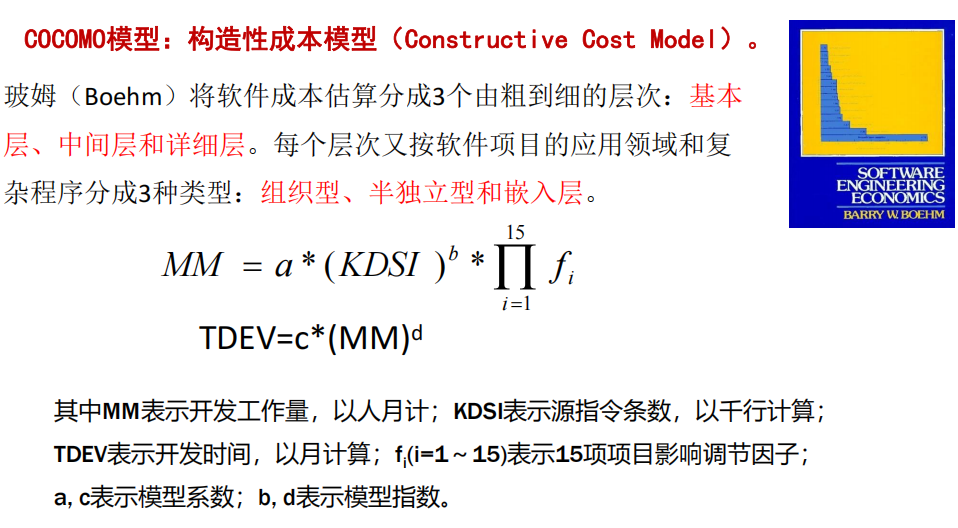 COCOMO模型：构造性成本模型（Constructive Cost Model）。
玻姆（Boehm）将软件成本估算分成3个由粗到细的层次：基本
层、中间层和详细层。每个层次又按软件项目的应用领域和复
杂程序分成3种类型：组织型、半独立型和嵌入层。
SOFTWARE
ENGINEERING
ECONOMICS
BARRY W. BOEHM
MM = a * (KDSI)^b * ∏_{i=1}^{15} f_i
TDEV=c*(MM)^d
其中MM表示开发工作量，以人月计；KDSI表示源指令条数，以千行计算；
TDEV表示开发时间，以月计算；f_i(i=1～15)表示15项项目影响调节因子；
a, c表示模型系数；b, d表示模型指数。